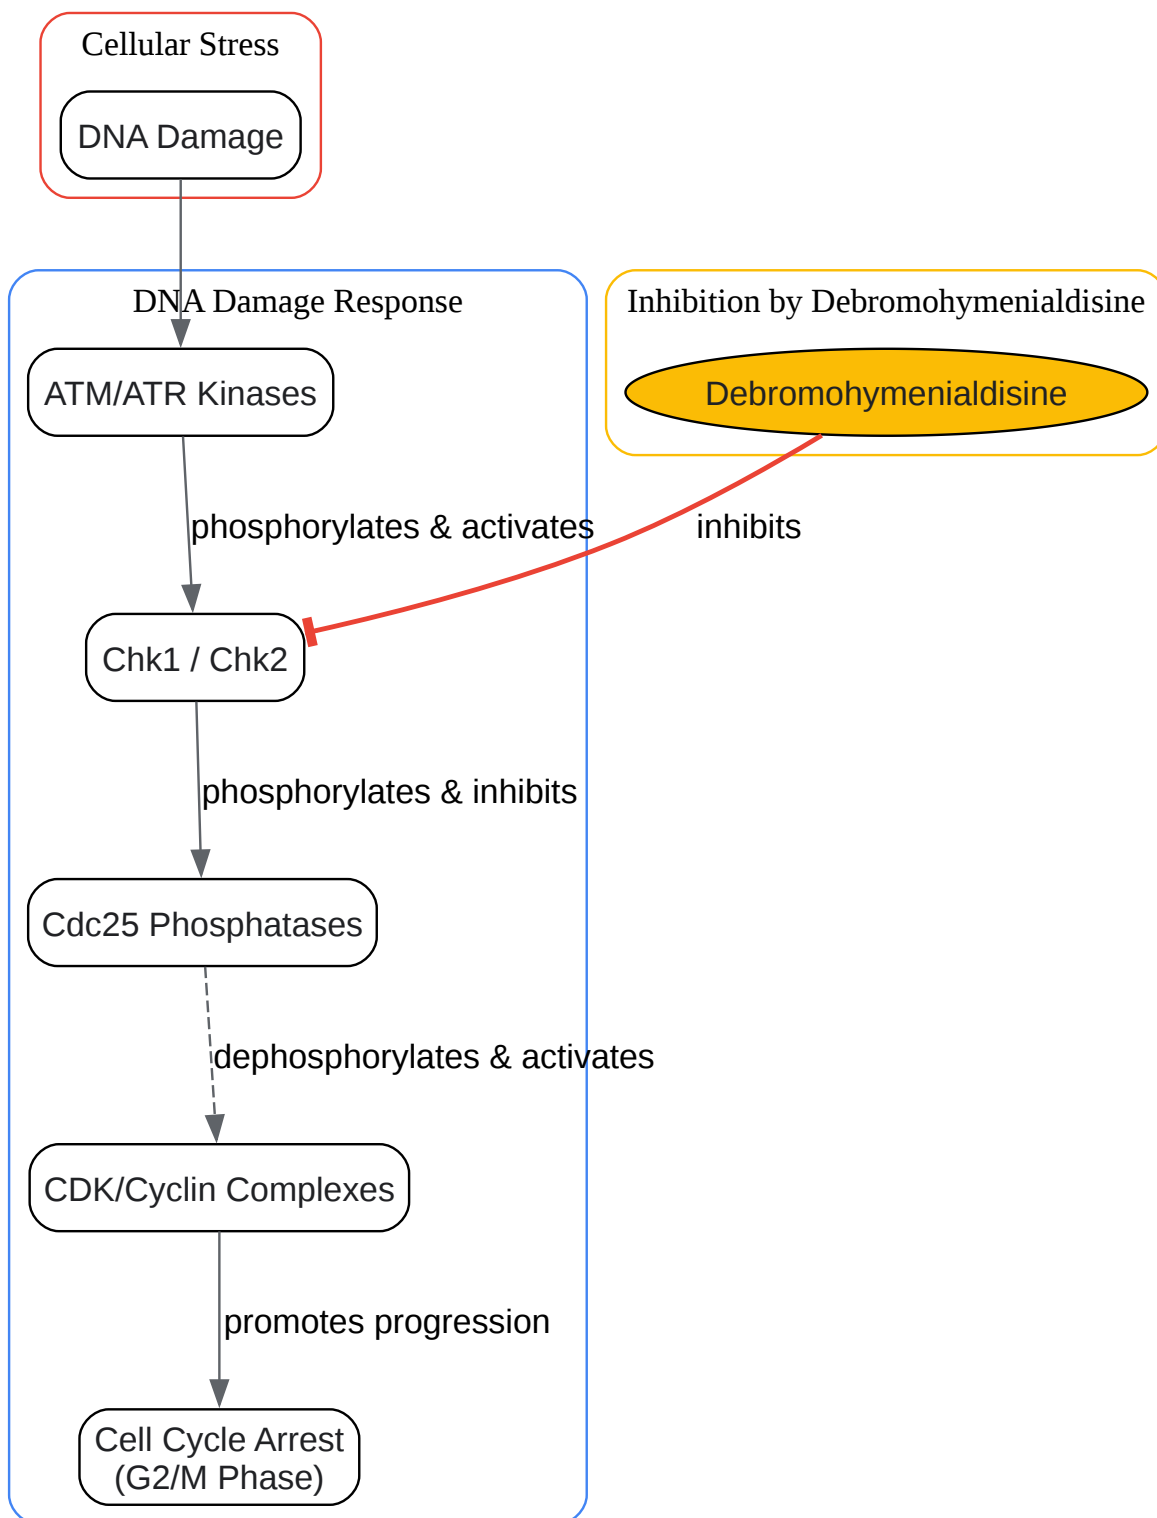 Cellular Stress
DNA Damage
DNA Damage Response
Inhibition by Debromohymenialdisine
ATM/ATR Kinases
Debromohymenialdisine
phosphorylates & activates
inhibits
Chk1 / Chk2
phosphorylates & inhibits
Cdc25 Phosphatases
dephosphorylates & activates
CDK/Cyclin Complexes
promotes progression
Cell Cycle Arrest
(G2/M Phase)